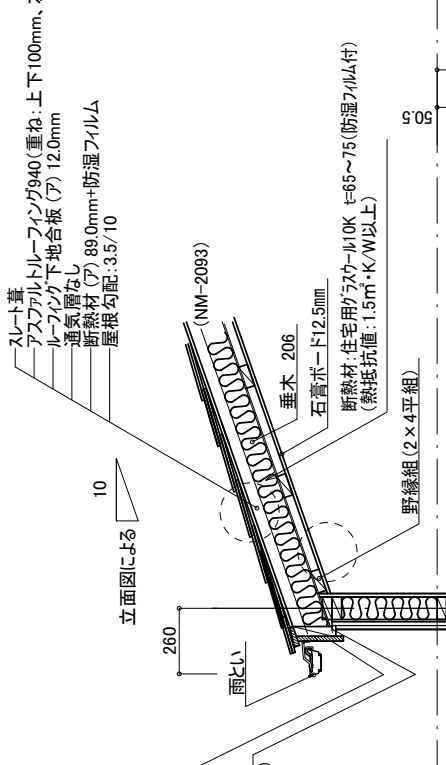 スレート葺
アスファルトルーフィング940(重ね:上下100mm、
ルーフィング下地合板 (ア) 12.0mm
通気層なし
断熱材 (ア) 89.0mm+防湿フィルム
屋根勾配:3.5/10
10
立面図による
260
雨とい
(NM-2093)
垂木 206
石膏ボード12.5mm
断熱材:住宅用グラスウール10K t=65~75(防湿フィルム付)
(熱抵抗値:1.5㎡・K/W以上)
野縁組(2×4平組)
50.5